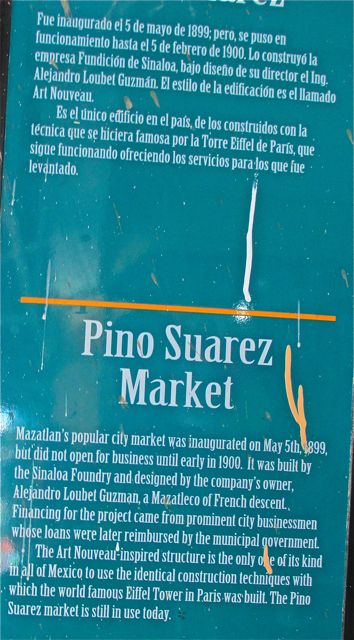 Fue inaugurado el 5 de mayo de 1899; pero, se puso en
funcionamiento hasta el 5 de febrero de 1900. Lo construyó la
empresa Fundición de Sinaloa, bajo diseño de su director el Ing.
Alejandro Loubet Guzmán. El estilo de la edificación es el llamado
Art Nouveau.
Es el único edificio en el país, de los construidos con la
técnica que se hiciera famosa por la Torre Eiffel de París, que
sigue funcionando ofreciendo los servicios para los que fue
levantado.
Pino Suarez
Market
Mazatlan's popular city market was inaugurated on May 5th, 1899,
but did not open for business until early in 1900. It was built by
the Sinaloa Foundry and designed by the company's owner,
Alejandro Loubet Guzman, a Mazatleco of French descent.
Financing for the project came from prominent city businessmen
whose loans were later reimbursed by the municipal government.
The Art Nouveau-inspired structure is the only one of its kind
in all of Mexico to use the identical construction techniques with
which the world famous Eiffel Tower in Paris was built. The Pino
Suarez market is still in use today.